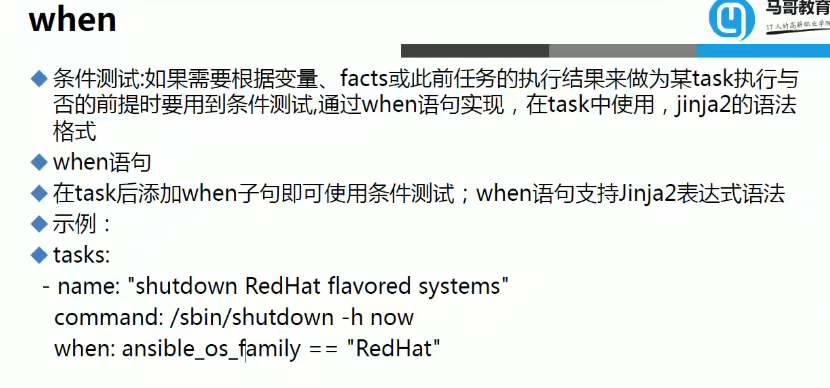 when
马哥教育
IT人的高薪职业学院
条件测试:如果需要根据变量、facts或此前任务的执行结果来做为某task执行与
否的前提时要用到条件测试,通过when语句实现，在task中使用，jinja2的语法
格式
when语句
在task后添加when子句即可使用条件测试；when语句支持Jinja2表达式语法
示例：
tasks:
- name: "shutdown RedHat flavored systems"
command: /sbin/shutdown -h now
when: ansible_os_family == "RedHat"